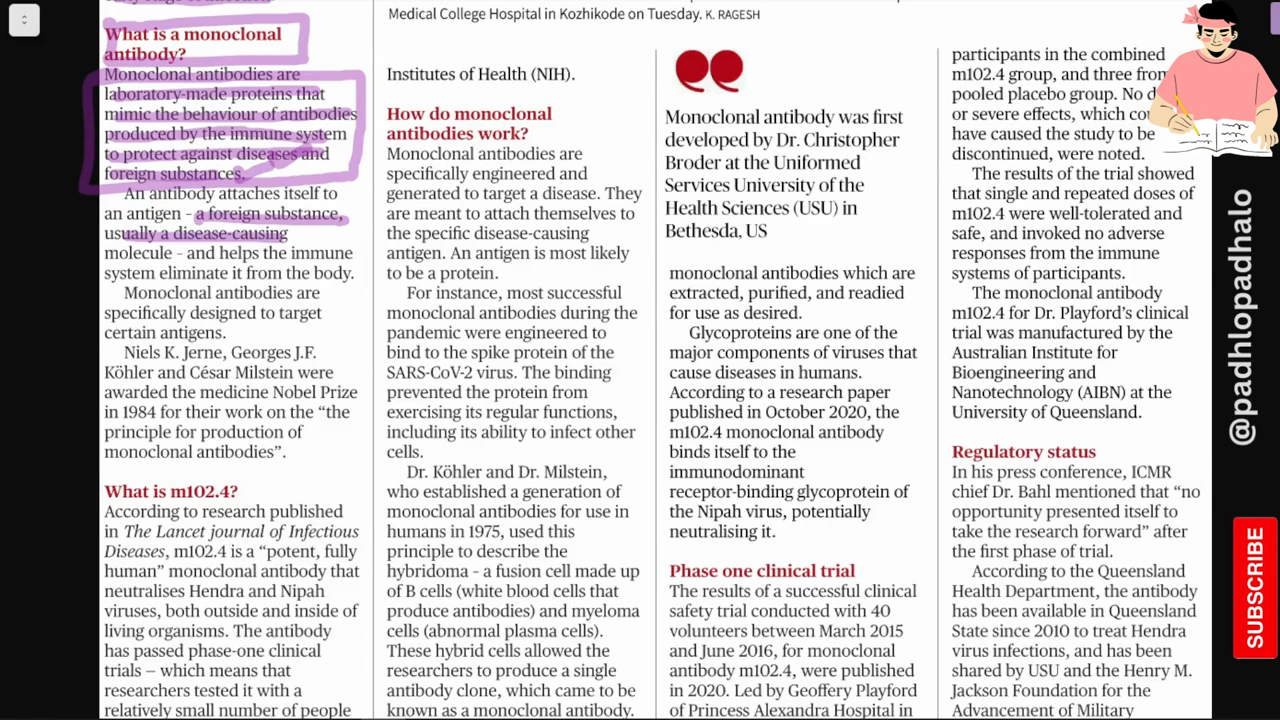 Medical College Hospital in Kozhikode on Tuesday. K. RAGESH
What is a monoclonal
antibody?
Monoclonal antibodies are
laboratory-made proteins that
mimic the behaviour of antibodies
produced by the immune system
to protect against diseases and
foreign substances.
An antibody attaches itself to
an antigen – a foreign substance,
usually a disease-causing
molecule – and helps the immune
system eliminate it from the body.
Monoclonal antibodies are
specifically designed to target
certain antigens.
Niels K. Jerne, Georges J.F.
Köhler and César Milstein were
awarded the medicine Nobel Prize
in 1984 for their work on the “the
principle for production of
monoclonal antibodies”.
What is m102.4?
According to research published
in The Lancet journal of Infectious
Diseases, m102.4 is a “potent, fully
human” monoclonal antibody that
neutralises Hendra and Nipah
viruses, both outside and inside of
living organisms. The antibody
has passed phase-one clinical
trials — which means that
researchers tested it with a
relatively small number of people
Institutes of Health (NIH).
How do monoclonal
antibodies work?
Monoclonal antibodies are
specifically engineered and
generated to target a disease. They
are meant to attach themselves to
the specific disease-causing
antigen. An antigen is most likely
to be a protein.
For instance, most successful
monoclonal antibodies during the
pandemic were engineered to
bind to the spike protein of the
SARS-CoV-2 virus. The binding
prevented the protein from
exercising its regular functions,
including its ability to infect other
cells.
Dr. Köhler and Dr. Milstein,
who established a generation of
monoclonal antibodies for use in
humans in 1975, used this
principle to describe the
hybridoma – a fusion cell made up
of B cells (white blood cells that
produce antibodies) and myeloma
cells (abnormal plasma cells).
These hybrid cells allowed the
researchers to produce a single
antibody clone, which came to be
known as a monoclonal antibody.
Monoclonal antibody was first
developed by Dr. Christopher
Broder at the Uniformed
Services University of the
Health Sciences (USU) in
Bethesda, US
monoclonal antibodies which are
extracted, purified, and readied
for use as desired.
Glycoproteins are one of the
major components of viruses that
cause diseases in humans.
According to a research paper
published in October 2020, the
m102.4 monoclonal antibody
binds itself to the
immunodominant
receptor-binding glycoprotein of
the Nipah virus, potentially
neutralising it.
Phase one clinical trial
The results of a successful clinical
safety trial conducted with 40
volunteers between March 2015
and June 2016, for monoclonal
antibody m102.4, were published
in 2020. Led by Geoffery Playford
of Princess Alexandra Hospital in
participants in the combined
m102.4 group, and three from
pooled placebo group. No
or severe effects, which
have caused the study to be
discontinued, were noted.
The results of the trial showed
that single and repeated doses of
m102.4 were well-tolerated and
safe, and invoked no adverse
responses from the immune
systems of participants.
The monoclonal antibody
m102.4 for Dr. Playford’s clinical
trial was manufactured by the
Australian Institute for
Bioengineering and
Nanotechnology (AIBN) at the
University of Queensland.
Regulatory status
In his press conference, ICMR
chief Dr. Bahl mentioned that “no
opportunity presented itself to
take the research forward” after
the first phase of trial.
According to the Queensland
Health Department, the antibody
has been available in Queensland
State since 2010 to treat Hendra
virus infections, and has been
shared by USU and the Henry M.
Jackson Foundation for the
Advancement of Military
@padhlopadhalo
SUBSCRIBE